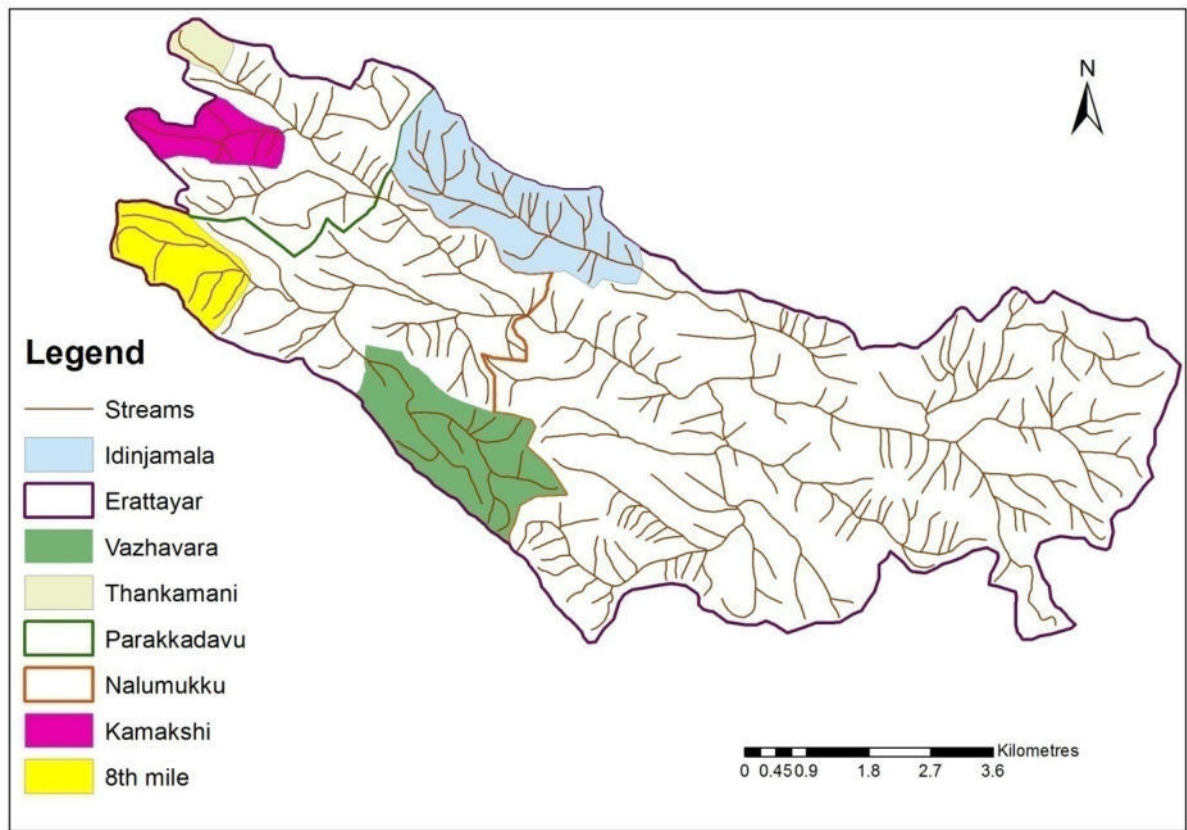 N
Legend
Streams
Idinjamala
Erattayar
Vazhavara
Thankamani
Parakkadavu
Nalumukku
Kamakshi
8th mile
Kilometres
0 0.45 0.9 1.8 2.7 3.6